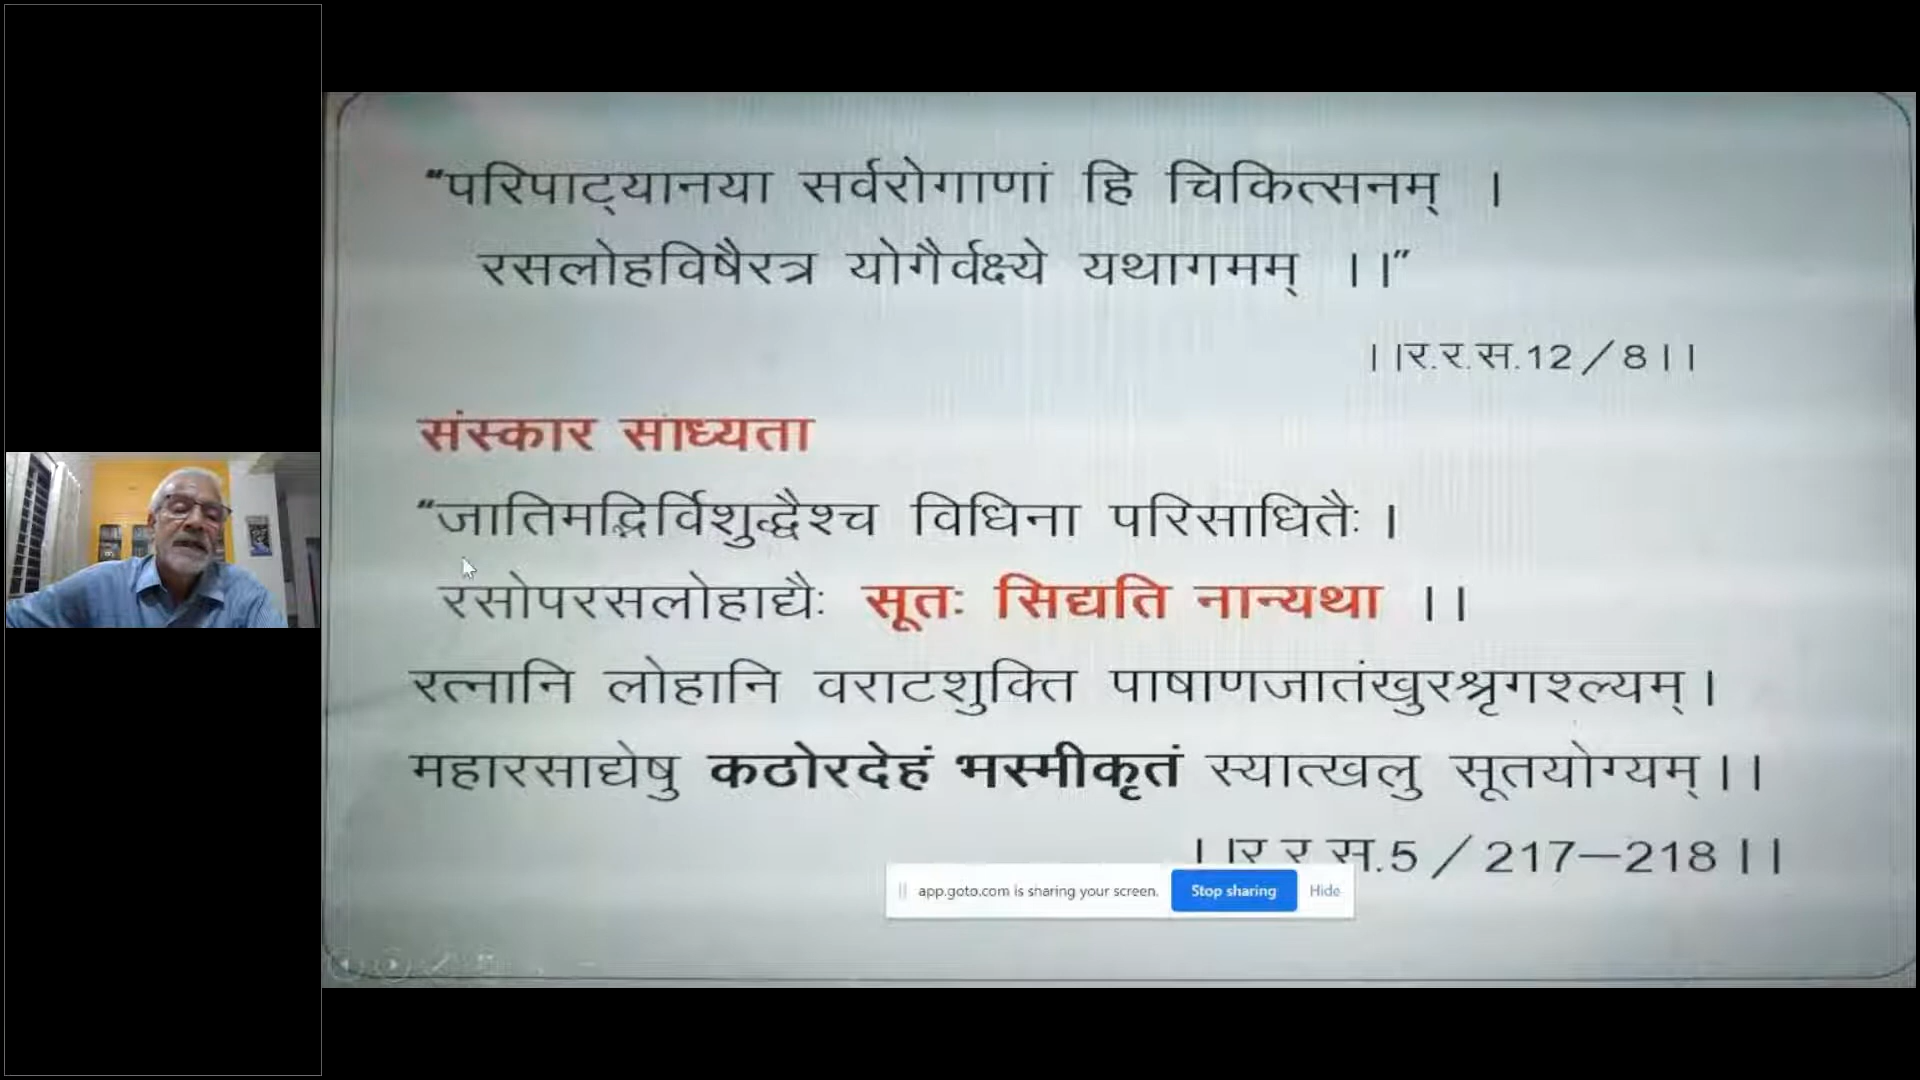 “परिपाट्यानया सर्वरोगाणां हि चिकित्सनम् ।
रसलोहविषैरत्र योगैर्वक्ष्ये यथागमम् ।।”
।।र.र.स.12/8।।
संस्कार साध्यता
“जातिमद्भिर्विशुद्धैश्च विधिना परिसाधितैः ।
रसोपरसलोहाद्यैः सूतः सिद्यति नान्यथा ।।
रत्नानि लोहानि वराटशुक्ति पाषाणजातंखुरश्रृगश्ल्यम्।
महारसाद्येषु कठोरदेहं भस्मीकृतं स्यात्खलु सूतयोग्यम्।।
।।र र स.5/217–218।।
app.goto.com is sharing your screen. Stop sharing Hide